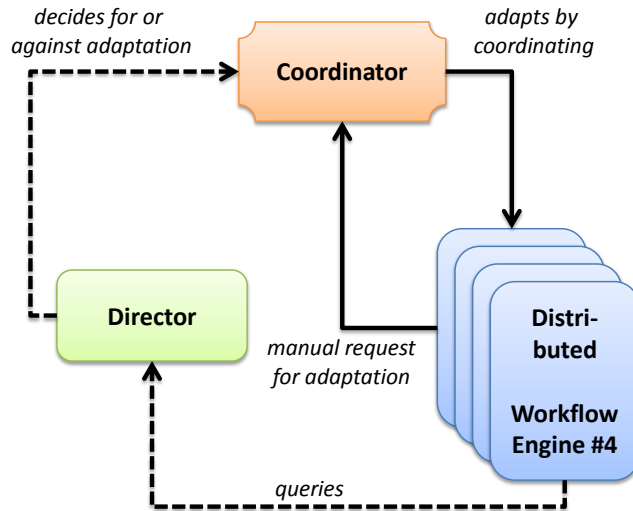 decides for or
against adaptation
adapts by
coordinating
Coordinator
Director
manual request
for adaptation
Distri-
buted
Workflow
Engine #4
queries